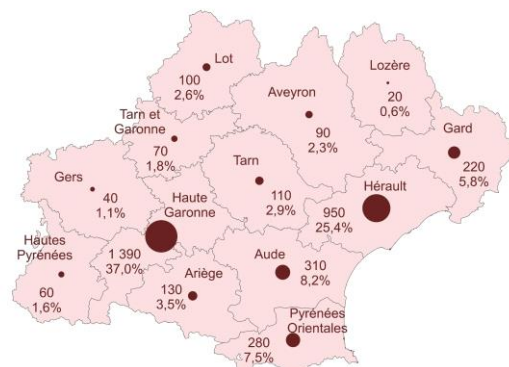 Lot
100
2,6%
Lozère
20
0,6%
Aveyron
90
2,3%
Tarn et
Garonne
70
1,8%
Gard
220
5,8%
Gers
40
1,1%
Haute
Garonne
1 390
37,0%
Tarn
110
2,9%
Hérault
950
25,4%
Hautes
Pyrénées
60
1,6%
Ariège
130
3,5%
Aude
310
8,2%
Pyrénées
Orientales
280
7,5%